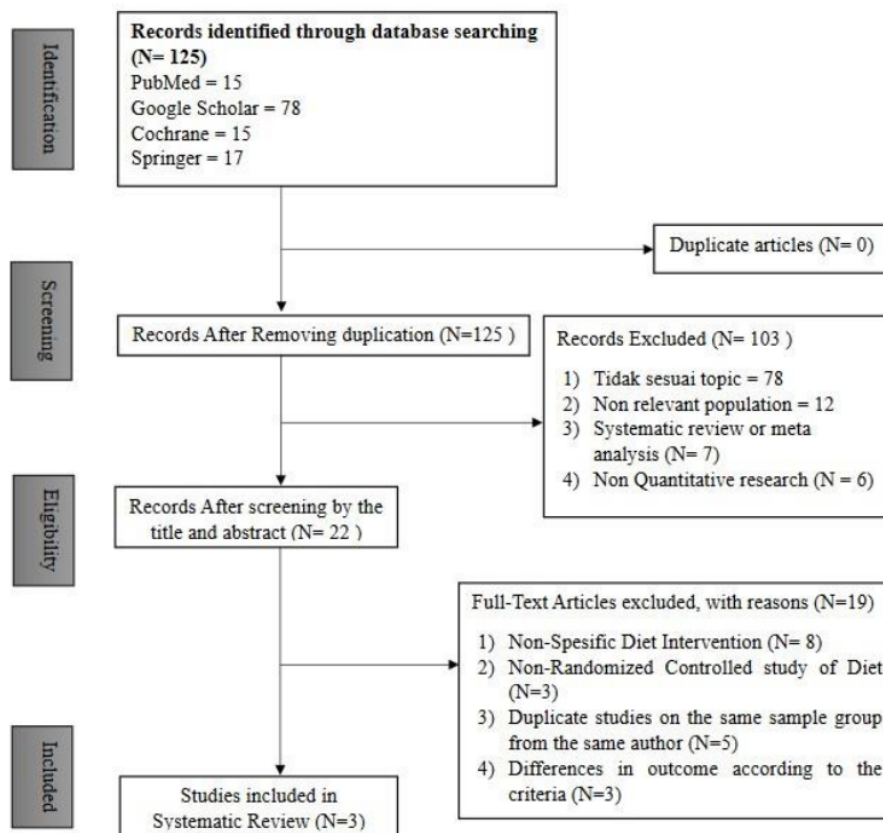 Identification
Records identified through database searching
(N= 125)
PubMed = 15
Google Scholar = 78
Cochrane = 15
Springer = 17
Duplicate articles (N= 0)
Screening
Records After Removing duplication (N=125 )
Records Excluded (N= 103 )
1) Tidak sesuai topic = 78
2) Non relevant population = 12
3) Systematic review or meta
analysis (N= 7)
4) Non Quantitative research (N = 6)
Eligibility
Records After screening by the
title and abstract (N= 22 )
Full-Text Articles excluded, with reasons (N=19)
1) Non-Spesific Diet Intervention (N= 8)
2) Non-Randomized Controlled study of Diet
(N=3)
3) Duplicate studies on the same sample group
from the same author (N=5)
4) Differences in outcome according to the
criteria (N=3)
Included
Studies included in
Systematic Review (N=3)